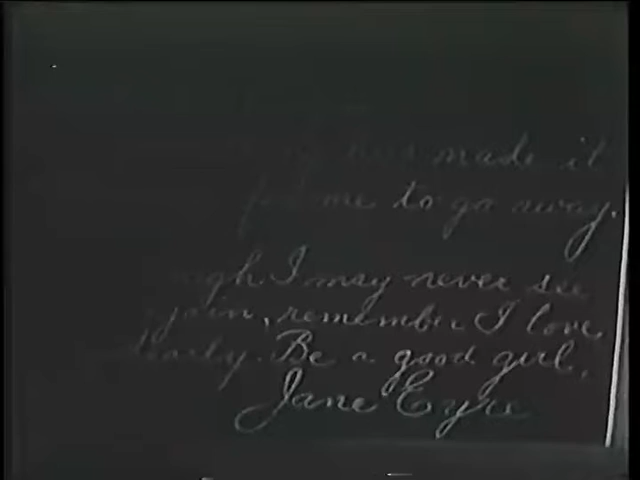 made it
me to go away.
I may never see
remember I love
Be a good girl,
Jane Eyre